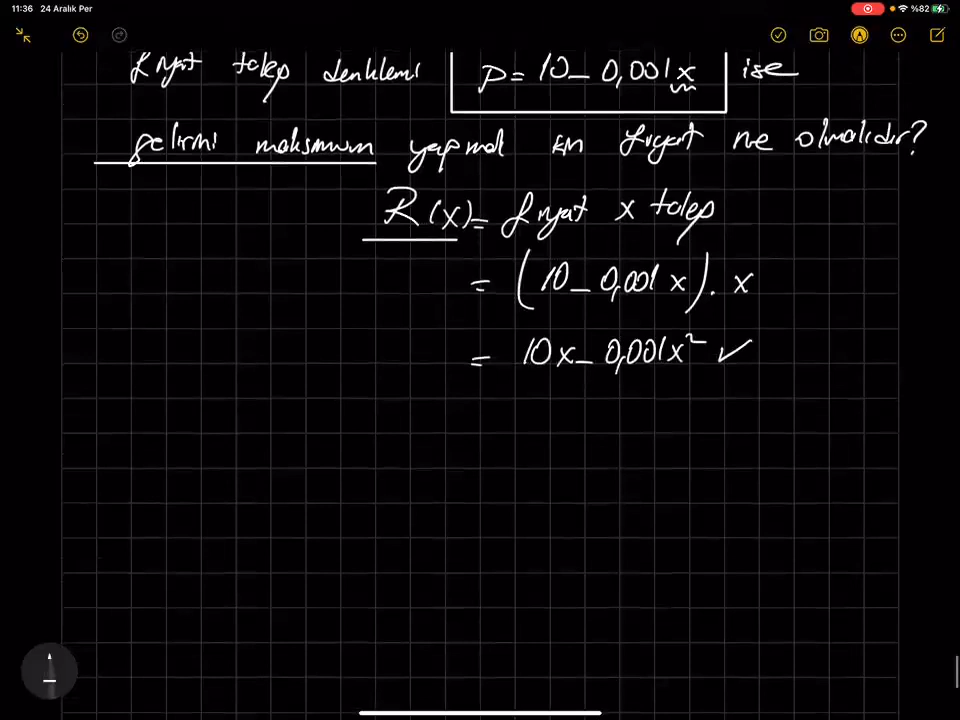 11:36 24 Aralık Per %82
fiyat talep denklemi p = 10 - 0,001x ise
gelirini maksimum yapmak için fiyat ne olmalıdır?
R(x) = fiyat x talep
= (10 - 0,001x). x
= 10x - 0,001x² ✓